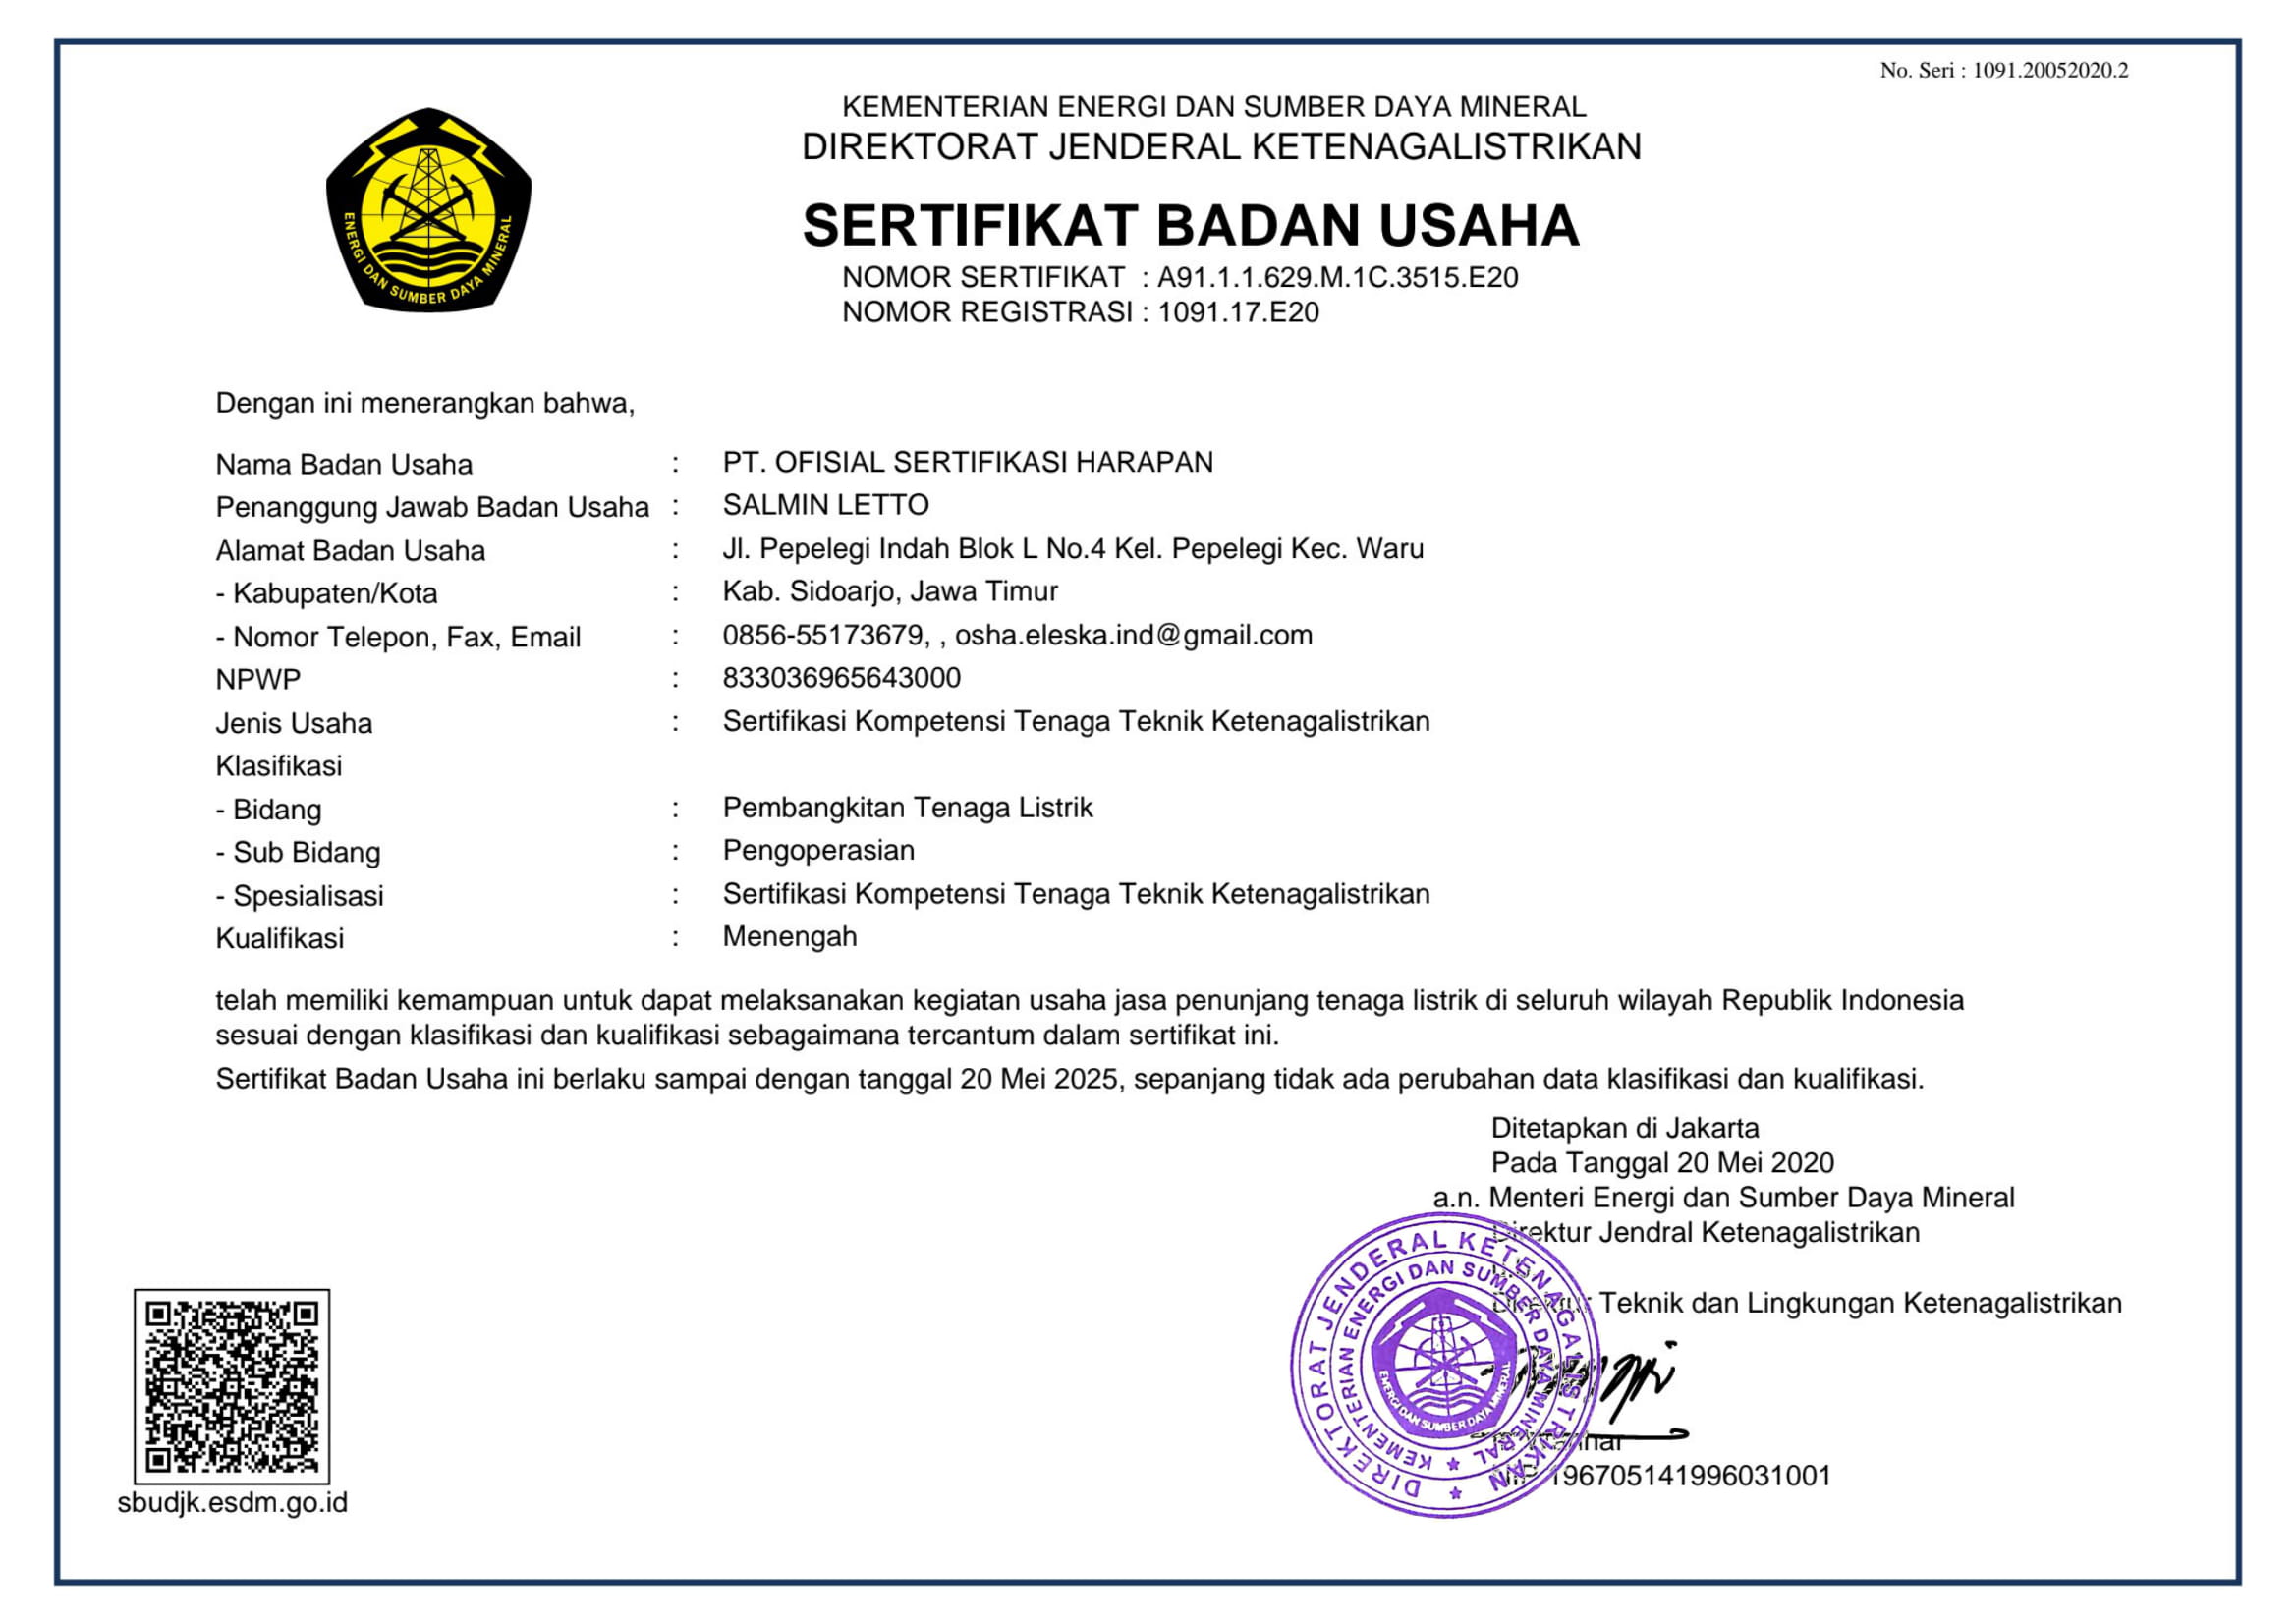 No. Seri : 1091.20052020.2
KEMENTERIAN ENERGI DAN SUMBER DAYA MINERAL
DIREKTORAT JENDERAL KETENAGALISTRIKAN
SERTIFIKAT BADAN USAHA
NOMOR SERTIFIKAT : A91.1.1.629.M.1C.3515.E20
NOMOR REGISTRASI : 1091.17.E20
ENERGI DAN SUMBER DAYA MINERAL
Dengan ini menerangkan bahwa,
Nama Badan Usaha : PT. OFISIAL SERTIFIKASI HARAPAN
Penanggung Jawab Badan Usaha : SALMIN LETTO
Alamat Badan Usaha : Jl. Pepelegi Indah Blok L No.4 Kel. Pepelegi Kec. Waru
- Kabupaten/Kota : Kab. Sidoarjo, Jawa Timur
- Nomor Telepon, Fax, Email : 0856-55173679, , osha.eleska.ind@gmail.com
NPWP : 833036965643000
Jenis Usaha : Sertifikasi Kompetensi Tenaga Teknik Ketenagalistrikan
Klasifikasi
- Bidang : Pembangkitan Tenaga Listrik
- Sub Bidang : Pengoperasian
- Spesialisasi : Sertifikasi Kompetensi Tenaga Teknik Ketenagalistrikan
Kualifikasi : Menengah
telah memiliki kemampuan untuk dapat melaksanakan kegiatan usaha jasa penunjang tenaga listrik di seluruh wilayah Republik Indonesia
sesuai dengan klasifikasi dan kualifikasi sebagaimana tercantum dalam sertifikat ini.
Sertifikat Badan Usaha ini berlaku sampai dengan tanggal 20 Mei 2025, sepanjang tidak ada perubahan data klasifikasi dan kualifikasi.
Ditetapkan di Jakarta
Pada Tanggal 20 Mei 2020
a.n. Menteri Energi dan Sumber Daya Mineral
Direktur Jendral Ketenagalistrikan
Direktur Teknik dan Lingkungan Ketenagalistrikan
NIP 196705141996031001
DIREKTORAT JENDERAL KETENAGALISTRIKAN
KEMENTERIAN ENERGI DAN SUMBER DAYA MINERAL
ENERGI DAN SUMBER DAYA MINERAL
sbudjk.esdm.go.id